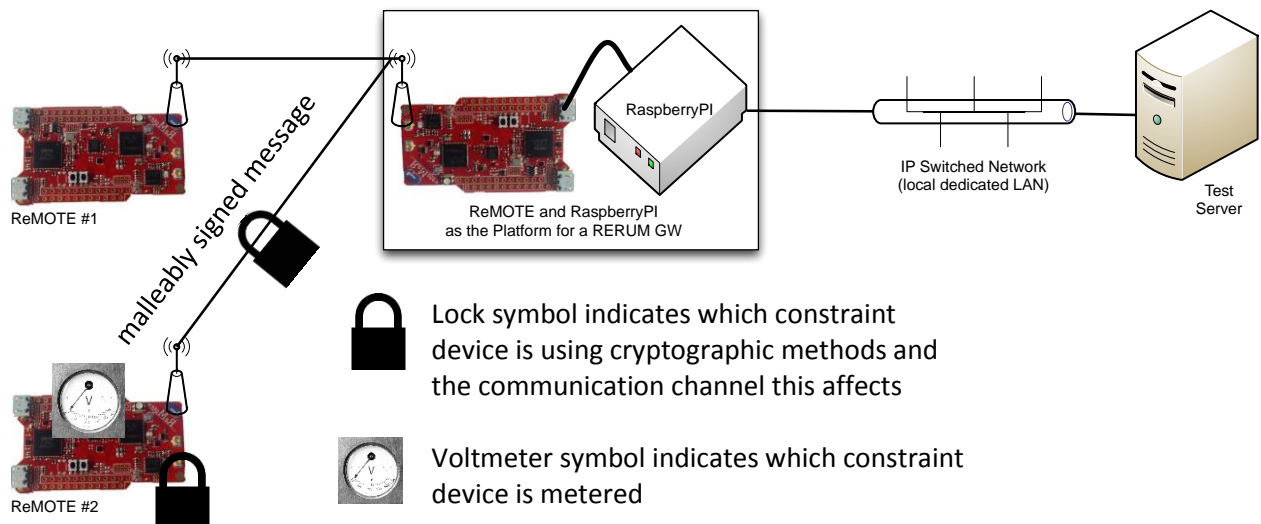 ReMOTE #1
malleably signed message
RaspberryPI
ReMOTE and RaspberryPI
as the Platform for a RERUM GW
IP Switched Network
(local dedicated LAN)
Test
Server
ReMOTE #2
V
Lock symbol indicates which constraint
device is using cryptographic methods and
the communication channel this affects
V
Voltmeter symbol indicates which constraint
device is metered